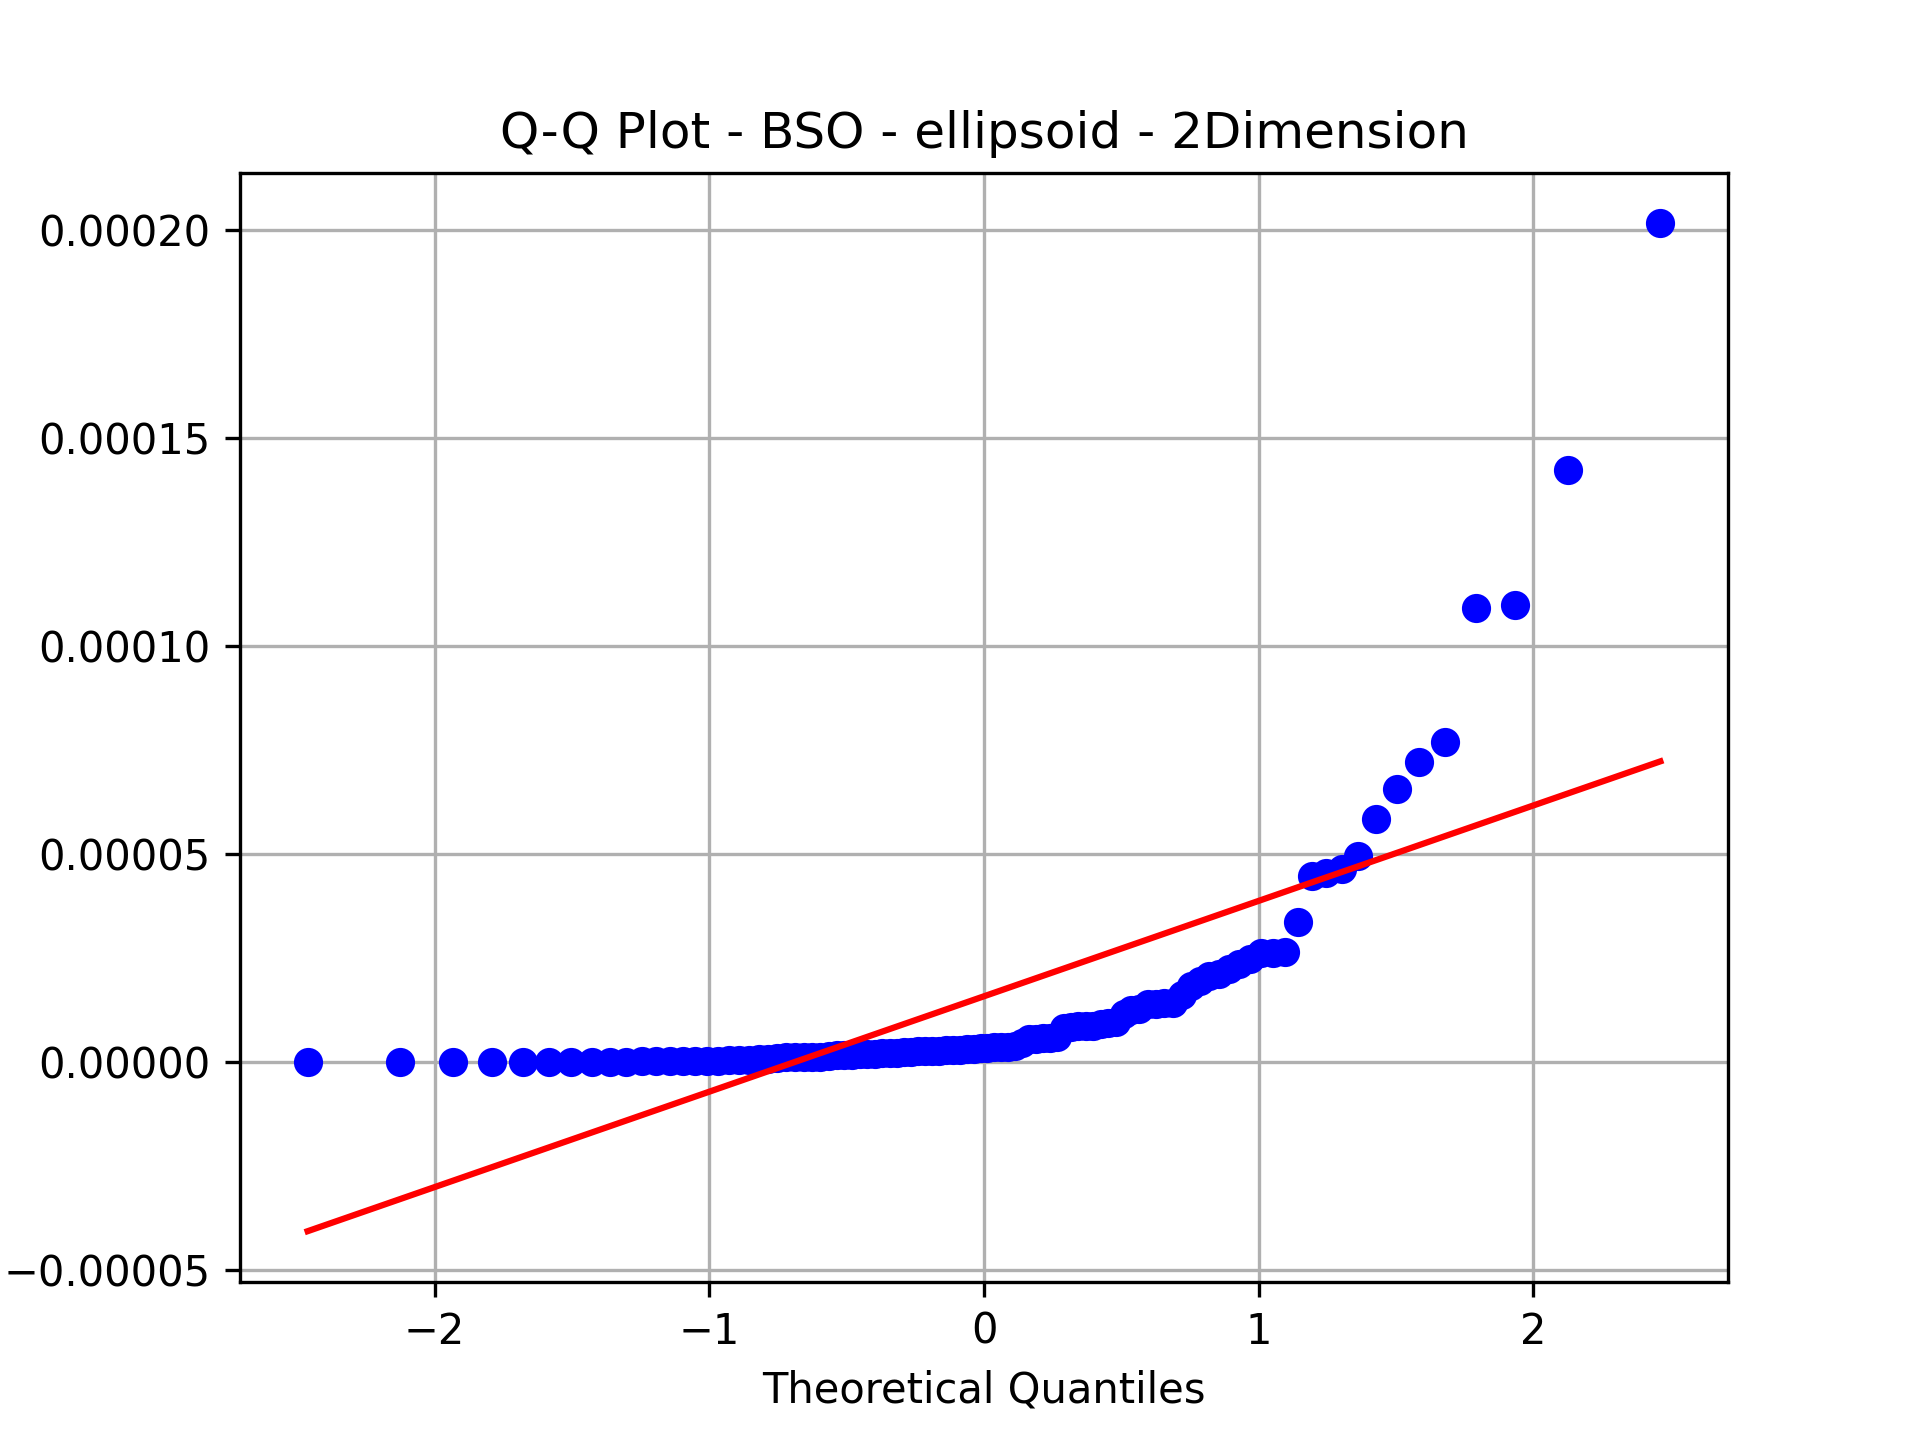 Q-Q Plot - BSO - ellipsoid - 2Dimension
0.00020
0.00015
0.00010
0.00005
0.00000
−0.00005
−2 −1 0 1 2
Theoretical Quantiles